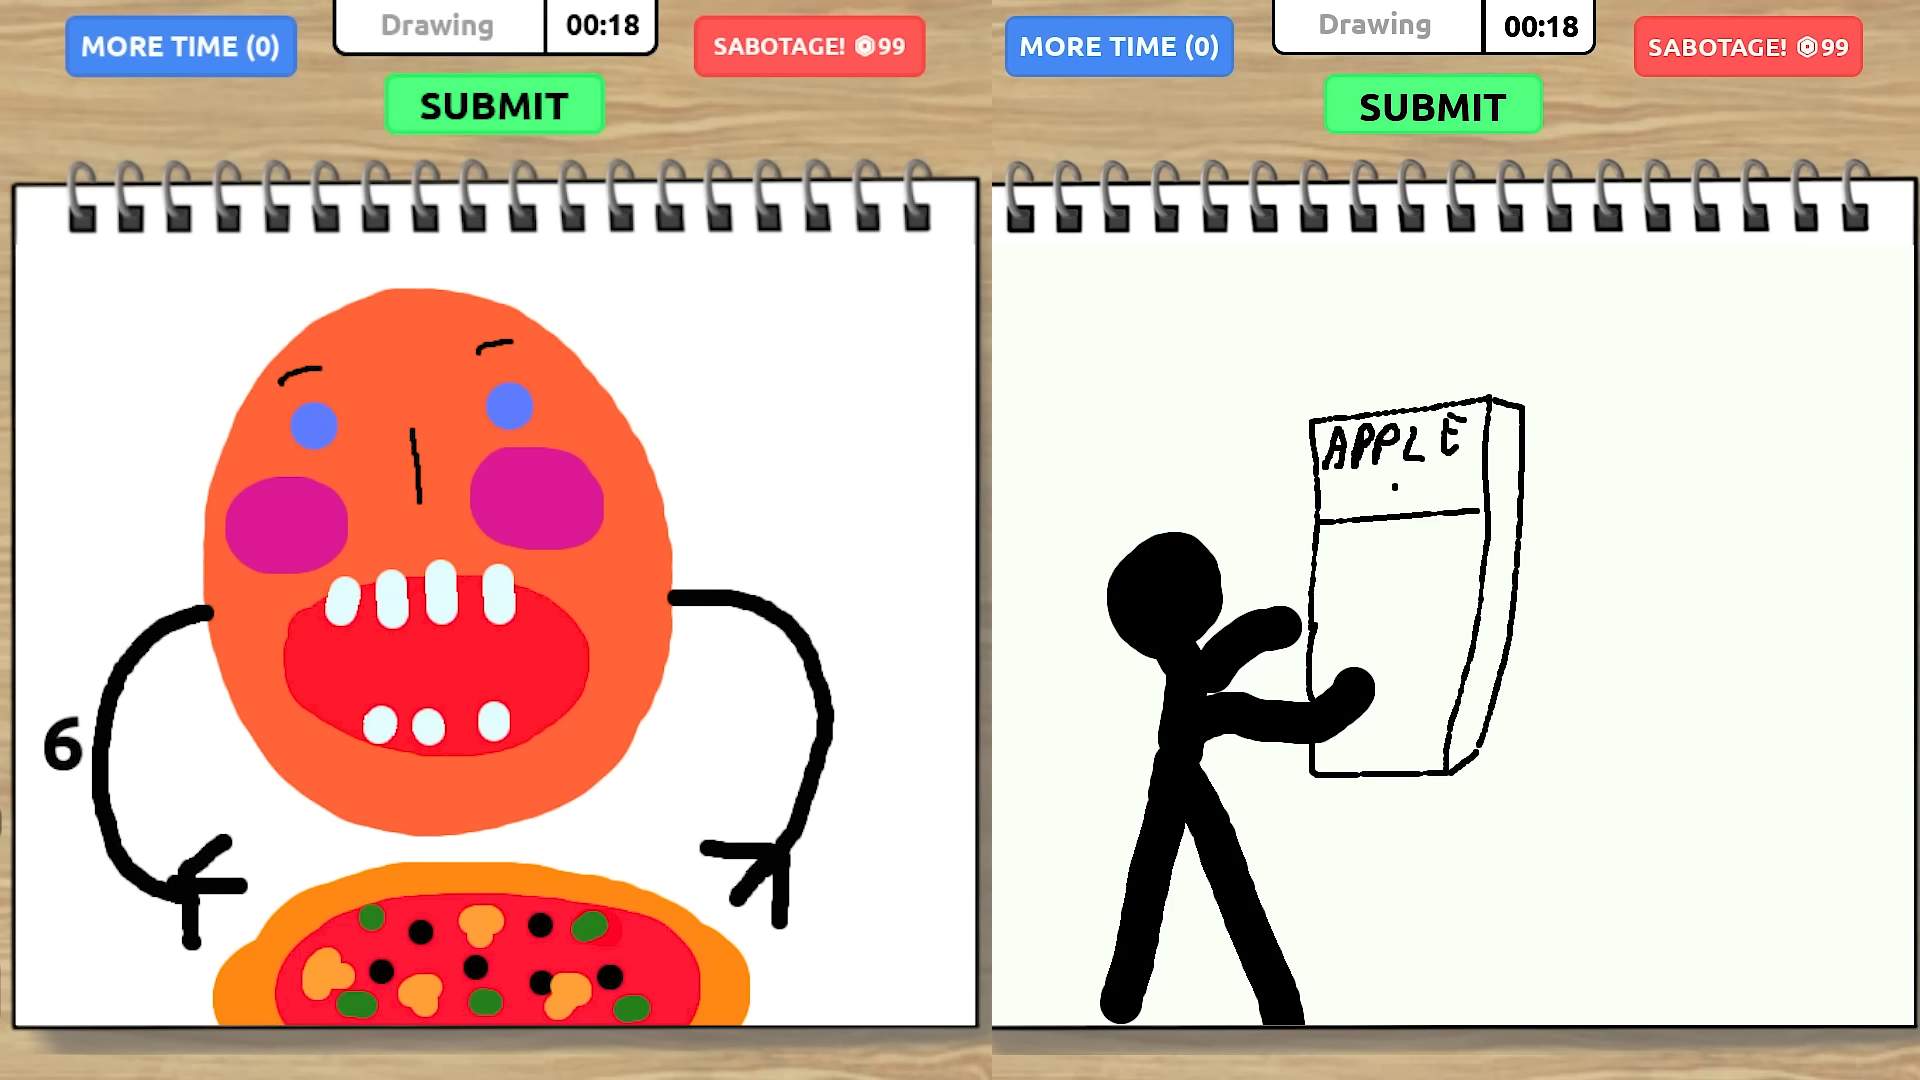 MORE TIME (0)
Drawing
00:18
SABOTAGE! 99
SUBMIT
6
MORE TIME (0)
Drawing
00:18
SABOTAGE! 99
SUBMIT
APPLE